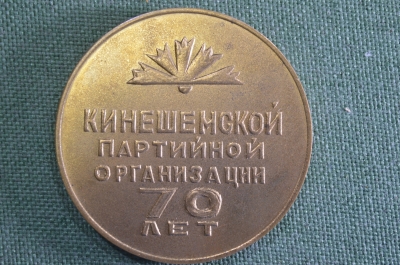 КИНЕШЕМСКОЙ
ПАРТИЙНОЙ
ОРГАНИЗАЦИИ
70
ЛЕТ